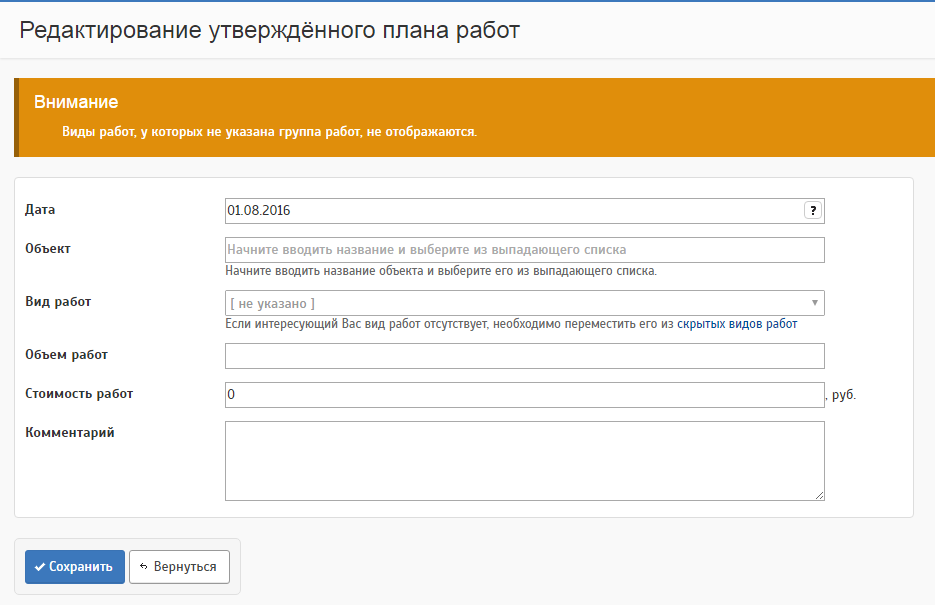 Редактирование утверждённого плана работ
Внимание
Виды работ, у которых не указана группа работ, не отображаются.
Дата
01.08.2016
?
Объект
Начните вводить название и выберите из выпадающего списка
Начните вводить название объекта и выберите его из выпадающего списка.
Вид работ
[ не указано ]
Если интересующий Вас вид работ отсутствует, необходимо переместить его из скрытых видов работ
Объем работ
Стоимость работ
0
, руб.
Комментарий
Сохранить
Вернуться